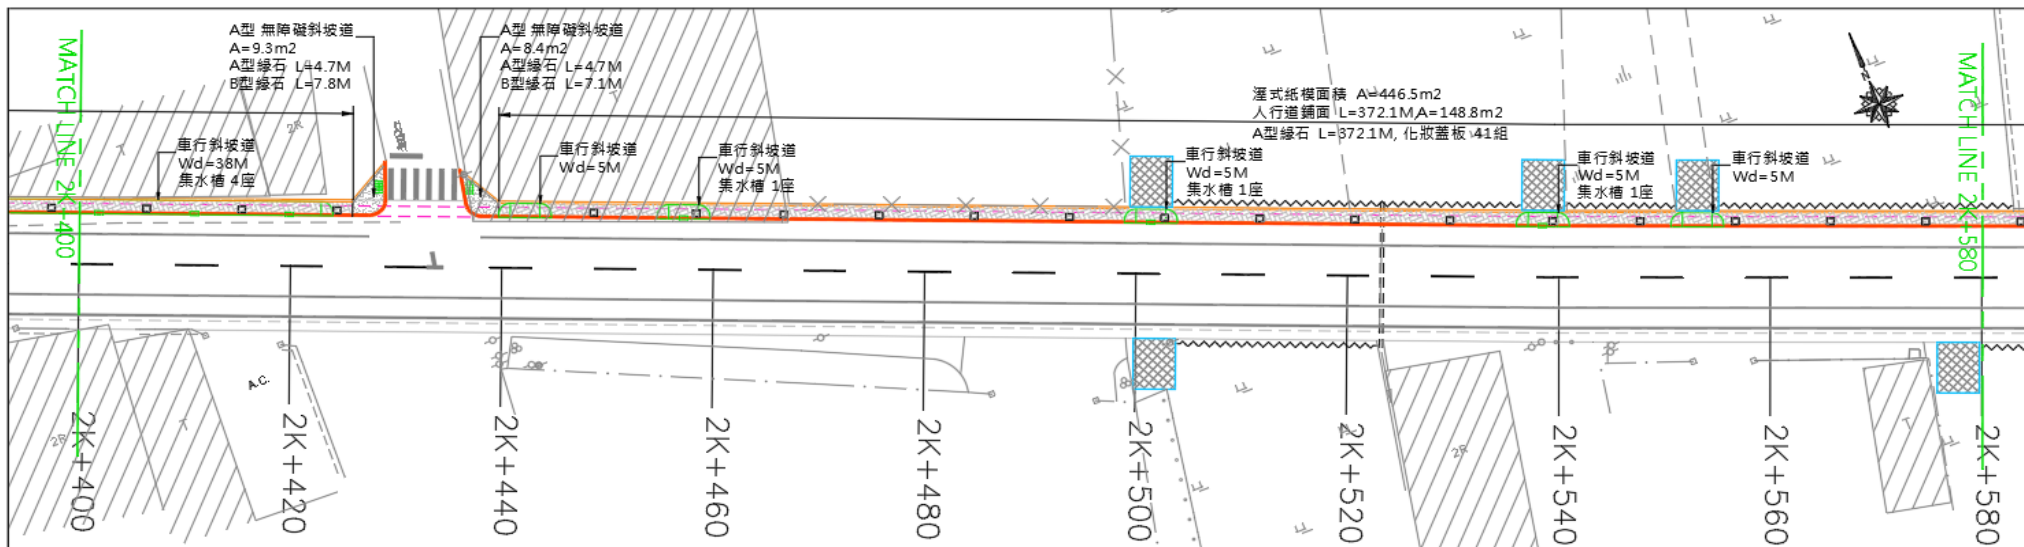 MATCH LINE 2K+400
A型 無障礙斜坡道
A=9.3m2
A型緣石 L=4.7M
B型緣石 L=7.8M
A型 無障礙斜坡道
A=8.4m2
A型緣石 L=4.7M
B型緣石 L=7.1M
溼式紙模面積 A=446.5m2
人行道鋪面 L=372.1M,A=148.8m2
A型緣石 L=372.1M, 化妝蓋板 41組
N
MATCH LINE 2K+580
2R
T
T
車行斜坡道
Wd=38M
集水槽 4座
車行斜坡道
Wd=5M
車行斜坡道
Wd=5M
集水槽 1座
車行斜坡道
Wd=5M
集水槽 1座
車行斜坡道
Wd=5M
集水槽 1座
車行斜坡道
Wd=5M
A.C.
2R
T
2R
T
2K+400
2K+420
2K+440
2K+460
2K+480
2K+500
2K+520
2K+540
2K+560
2K+580